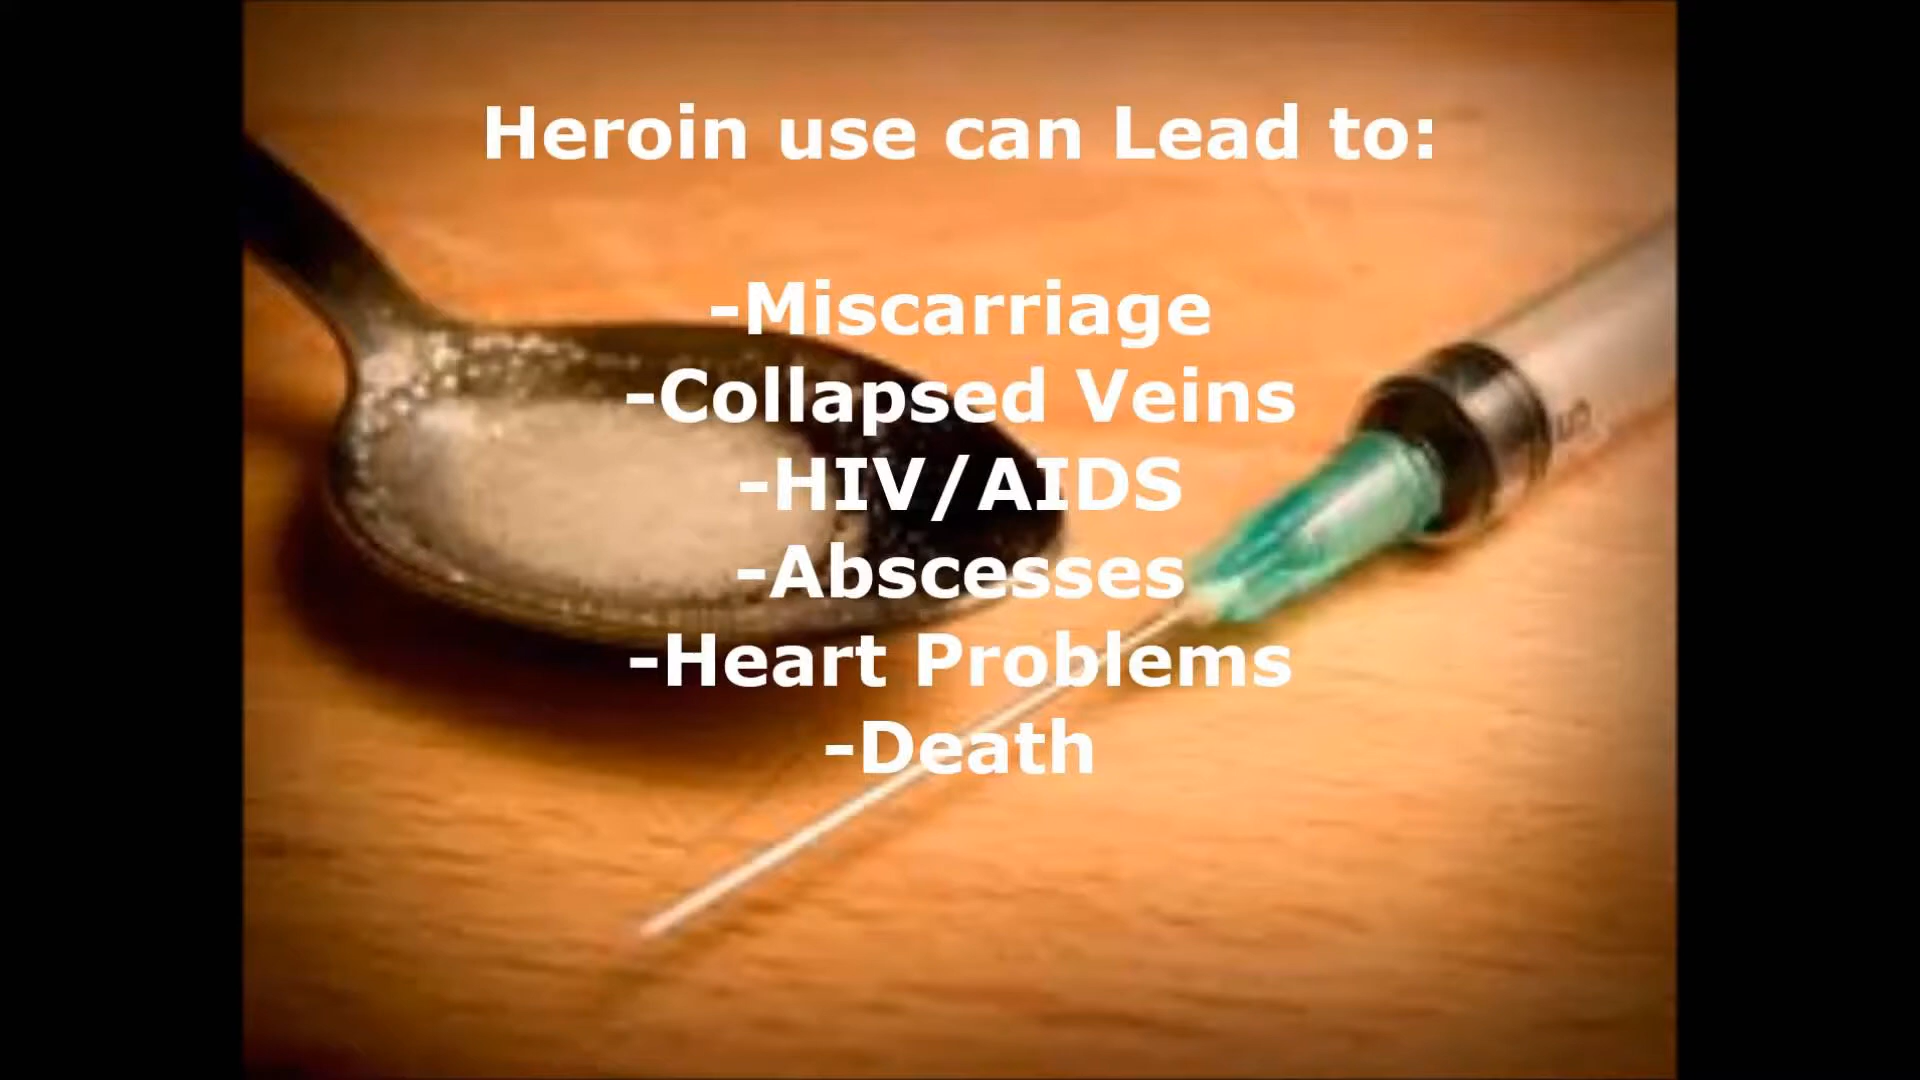 Heroin use can Lead to:
-Miscarriage
-Collapsed Veins
-HIV/AIDS
-Abscesses
-Heart Problems
-Death